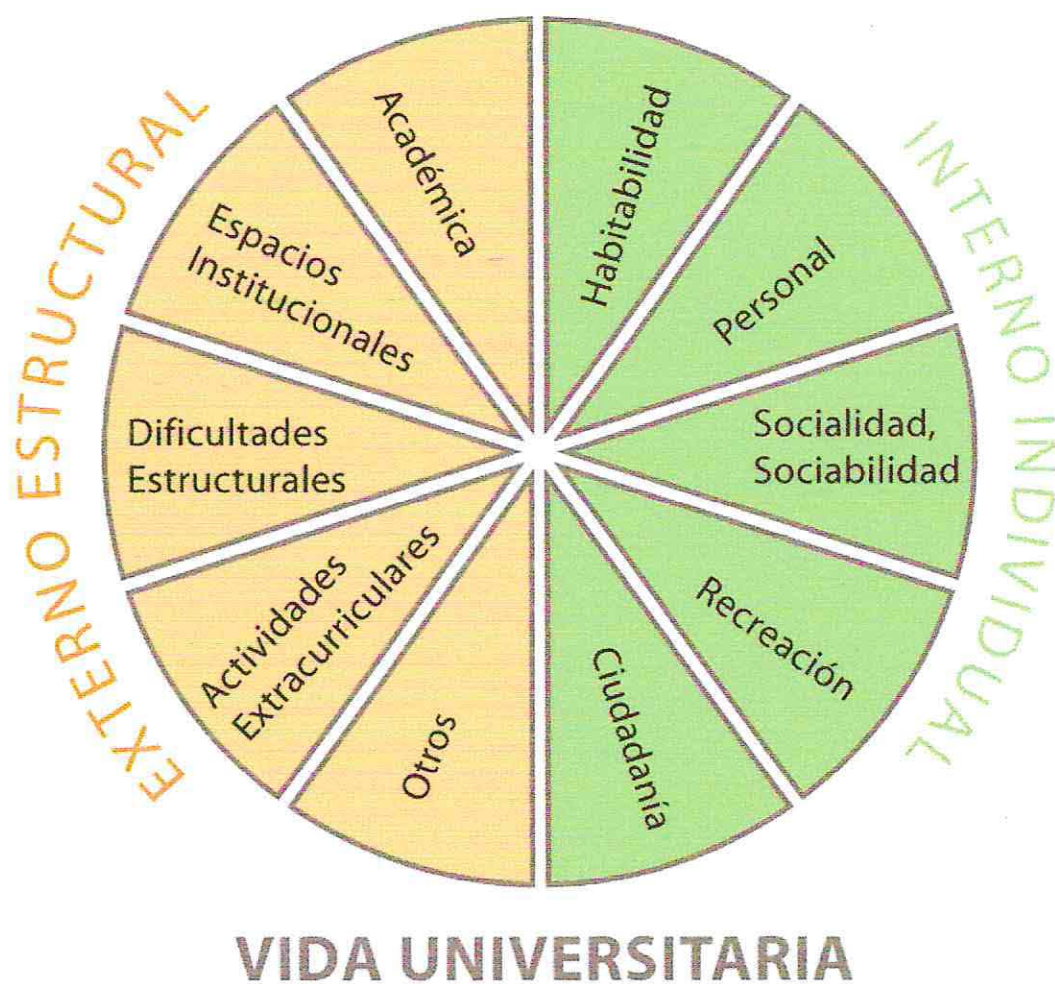 EXTERNO ESTRUCTURAL
Académica
Espacios
Institucionales
Dificultades
Estructurales
Actividades
Extracurriculares
Otros
INTERNO INDIVIDUAL
Habitabilidad
Personal
Socialidad,
Sociabilidad
Recreación
Ciudadanía
VIDA UNIVERSITARIA